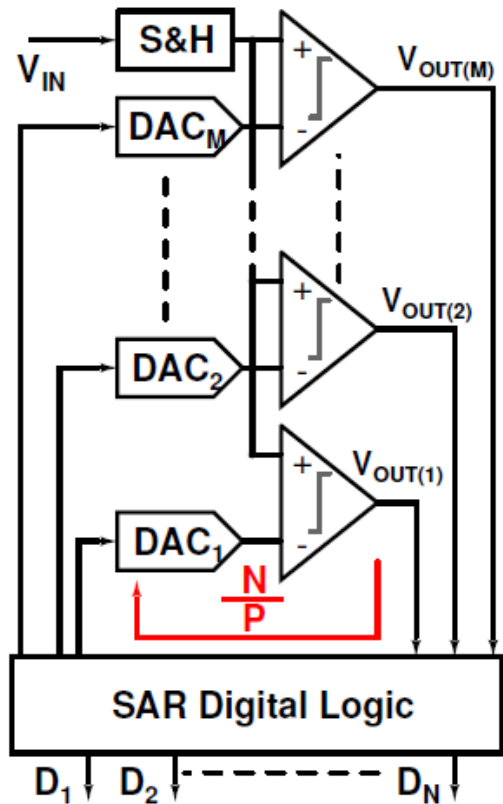 S&H
V_IN
V_OUT(M)
DAC_M
+
-
+
V_OUT(2)
DAC_2
-
+
V_OUT(1)
DAC_1
-
N
P
SAR Digital Logic
D_1 D_2 D_N